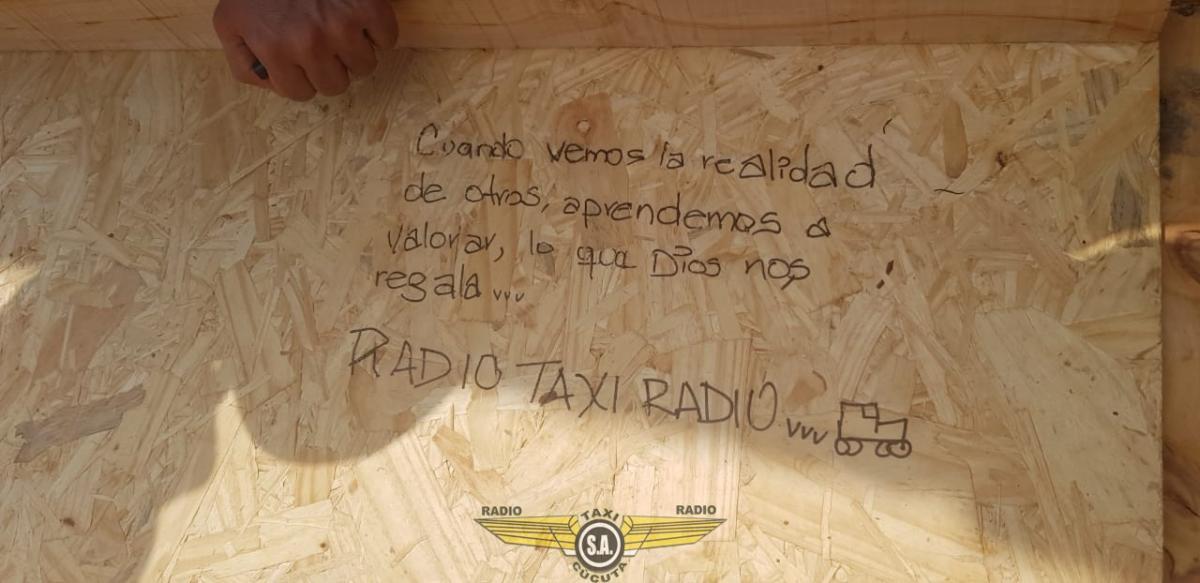 Cuando vemos la realidad
de otros, aprendemos a
valorar, lo que Dios nos
regala...
RADIO TAXI RADIO...
RADIO TAXI RADIO
S.A.
CÚCUTA